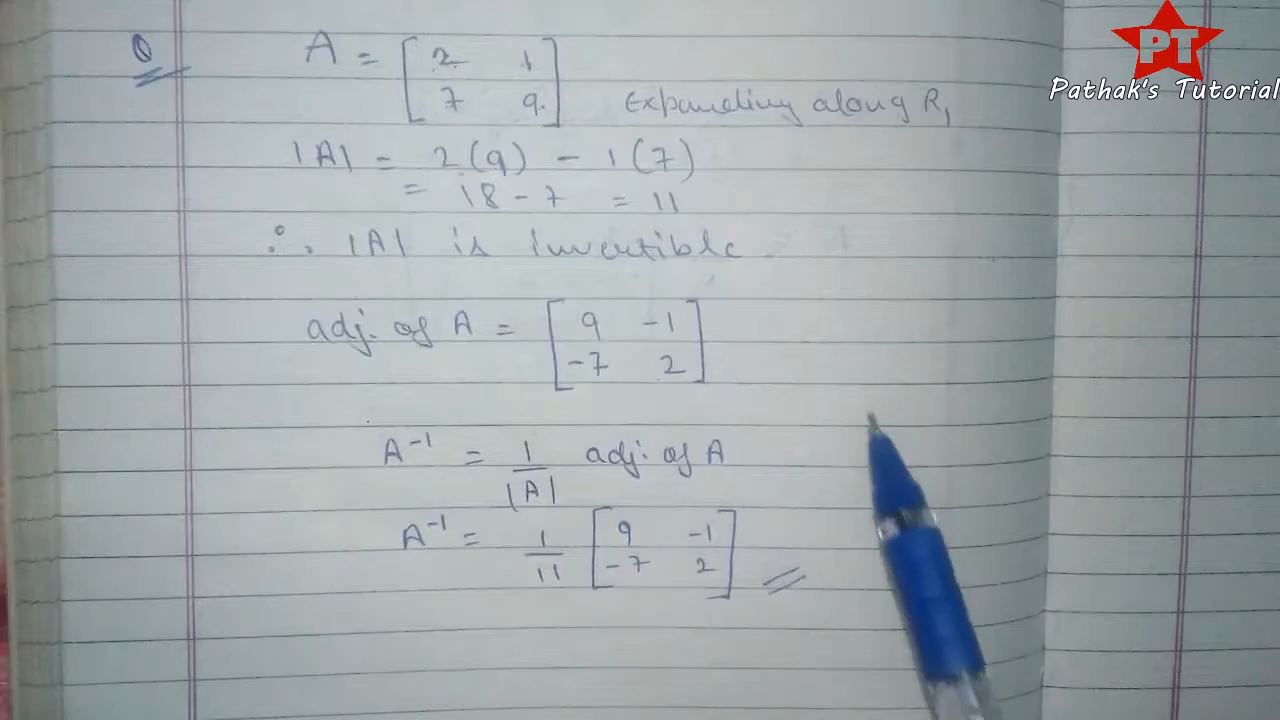 PT
Pathak's Tutorial
Q A = [2 1
7 9] Expanding along R₁
|A| = 2(9) - 1(7)
= 18 - 7 = 11
∴ |A| is invertible
adj. of A = [9 -1
-7 2]
A⁻¹ = 1/|A| adj. of A
A⁻¹ = 1/11 [9 -1
-7 2]